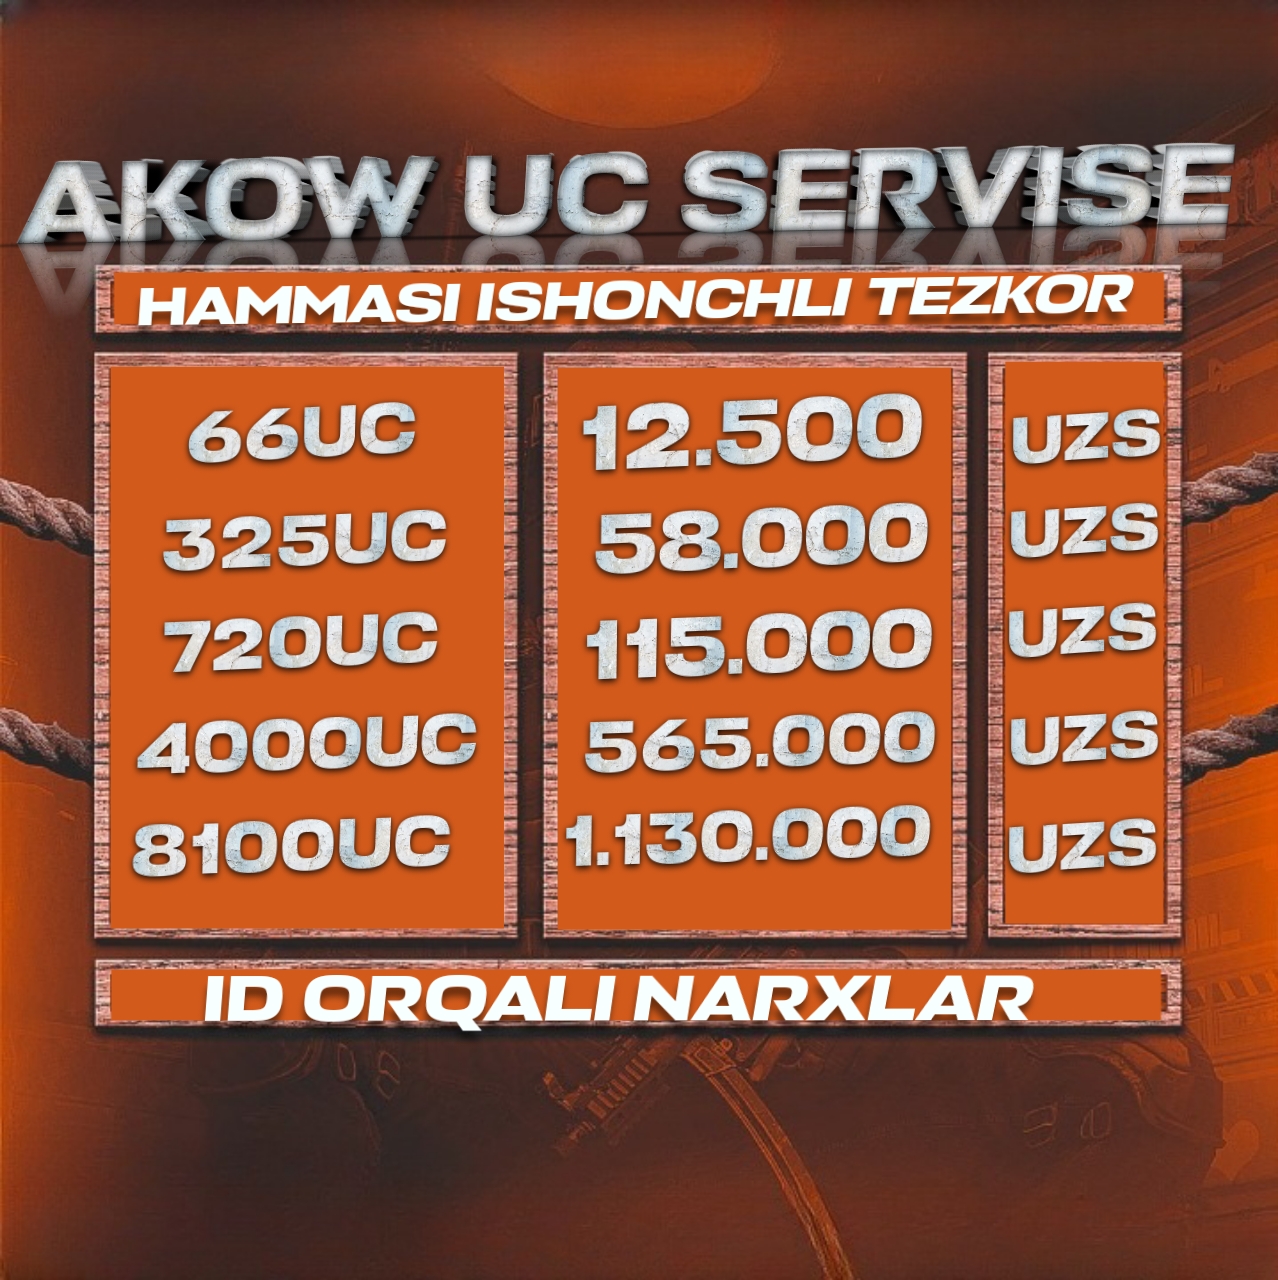 AKOW UC SERVISE
HAMMASI ISHONCHLI TEZKOR
66UC 12.500 UZS
325UC 58.000 UZS
720UC 115.000 UZS
4000UC 565.000 UZS
8100UC 1.130.000 UZS
ID ORQALI NARXLAR